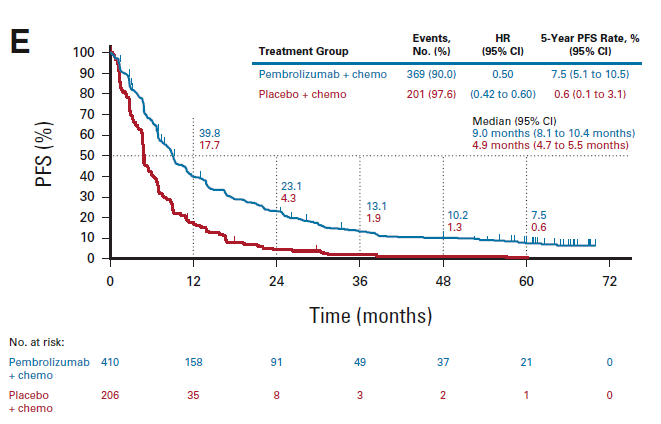 E
Treatment Group Events, No. (%) HR (95% CI) 5-Year PFS Rate, % (95% CI)
Pembrolizumab + chemo 369 (90.0) 0.50 7.5 (5.1 to 10.5)
Placebo + chemo 201 (97.6) (0.42 to 0.60) 0.6 (0.1 to 3.1)
Median (95% CI)
9.0 months (8.1 to 10.4 months)
4.9 months (4.7 to 5.5 months)
PFS (%)
100
90
80
70
60
50
40
30
20
10
0
39.8
17.7
23.1
4.3
13.1
1.9
10.2
1.3
7.5
0.6
0 12 24 36 48 60 72
Time (months)
No. at risk:
Pembrolizumab 410 158 91 49 37 21 0
+ chemo
Placebo 206 35 8 3 2 1 0
+ chemo